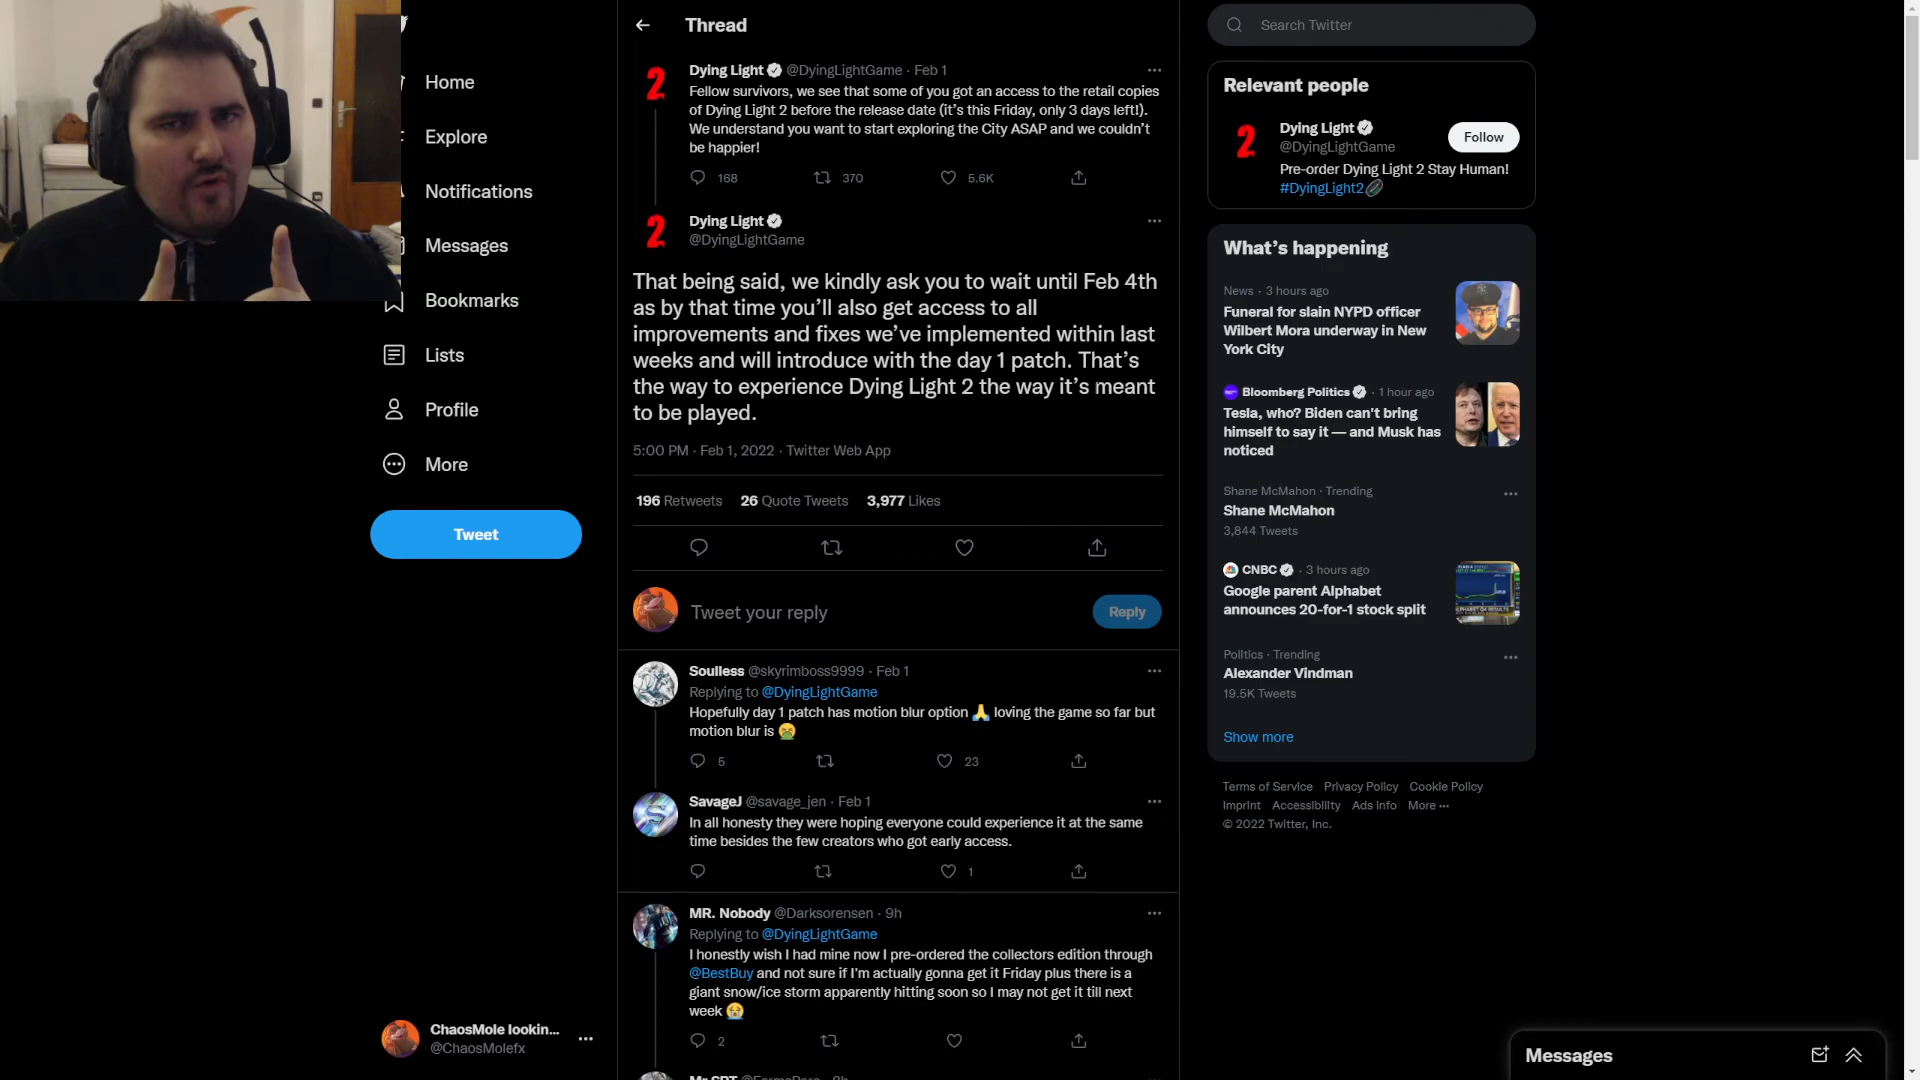 Home
Explore
Notifications
Messages
Bookmarks
Lists
Profile
More
Tweet
ChaosMole lookin...
@ChaosMolefx
Thread
Dying Light @DyingLightGame · Feb 1
Fellow survivors, we see that some of you got an access to the retail copies
of Dying Light 2 before the release date (it's this Friday, only 3 days left!).
We understand you want to start exploring the City ASAP and we couldn't
be happier!
168 370 5.6K
Dying Light
@DyingLightGame
That being said, we kindly ask you to wait until Feb 4th
as by that time you'll also get access to all
improvements and fixes we've implemented within last
weeks and will introduce with the day 1 patch. That's
the way to experience Dying Light 2 the way it's meant
to be played.
5:00 PM · Feb 1, 2022 · Twitter Web App
196 Retweets 26 Quote Tweets 3,977 Likes
Tweet your reply
Reply
Soulless @skyrimboss9999 · Feb 1
Replying to @DyingLightGame
Hopefully day 1 patch has motion blur option 🙏 loving the game so far but
motion blur is 🤮
5 23
SavageJ @savage_jen · Feb 1
In all honesty they were hoping everyone could experience it at the same
time besides the few creators who got early access.
1
MR. Nobody @Darksorensen · 9h
Replying to @DyingLightGame
I honestly wish I had mine now I pre-ordered the collectors edition through
@BestBuy and not sure if I'm actually gonna get it Friday plus there is a
giant snow/ice storm apparently hitting soon so I may not get it till next
week 😭
2
Search Twitter
Relevant people
Dying Light
@DyingLightGame
Follow
Pre-order Dying Light 2 Stay Human!
#DyingLight2
What's happening
News · 3 hours ago
Funeral for slain NYPD officer
Wilbert Mora underway in New
York City
Bloomberg Politics · 1 hour ago
Tesla, who? Biden can't bring
himself to say it — and Musk has
noticed
Shane McMahon · Trending
Shane McMahon
3,844 Tweets
CNBC · 3 hours ago
Google parent Alphabet
announces 20-for-1 stock split
Politics · Trending
Alexander Vindman
19.5K Tweets
Show more
Terms of Service Privacy Policy Cookie Policy
Imprint Accessibility Ads info More ···
© 2022 Twitter, Inc.
Messages